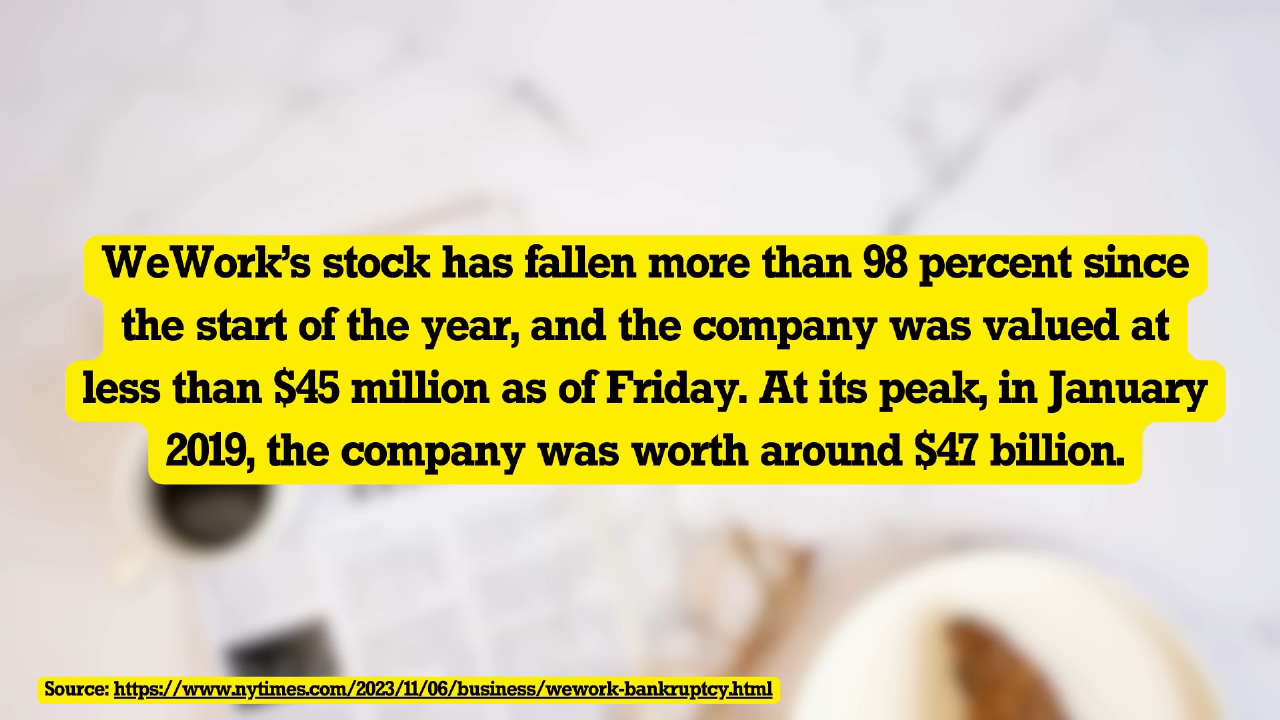 WeWork’s stock has fallen more than 98 percent since
the start of the year, and the company was valued at
less than $45 million as of Friday. At its peak, in January
2019, the company was worth around $47 billion.
Source: https://www.nytimes.com/2023/11/06/business/wework-bankruptcy.html